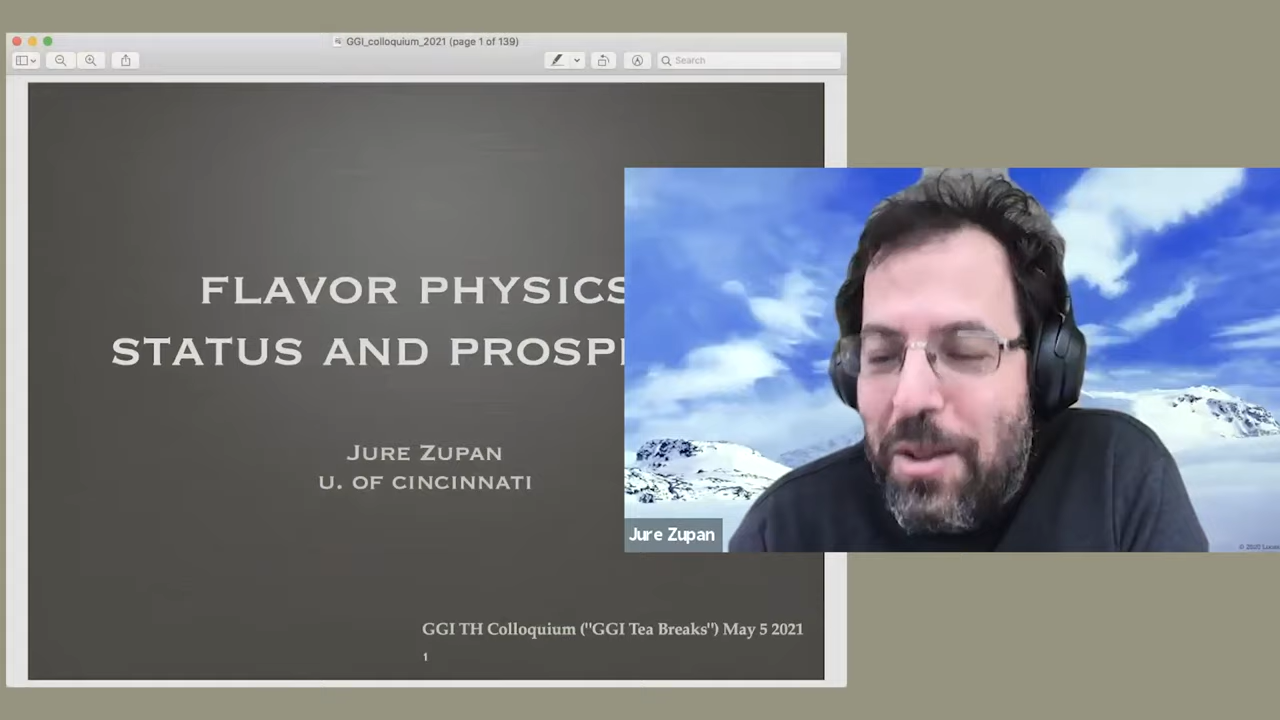 GGI_colloquium_2021 (page 1 of 139)
Search
FLAVOR PHYSICS
STATUS AND PROSP
JURE ZUPAN
U. OF CINCINNATI
Jure Zupan
GGI TH Colloquium ("GGI Tea Breaks") May 5 2021
1